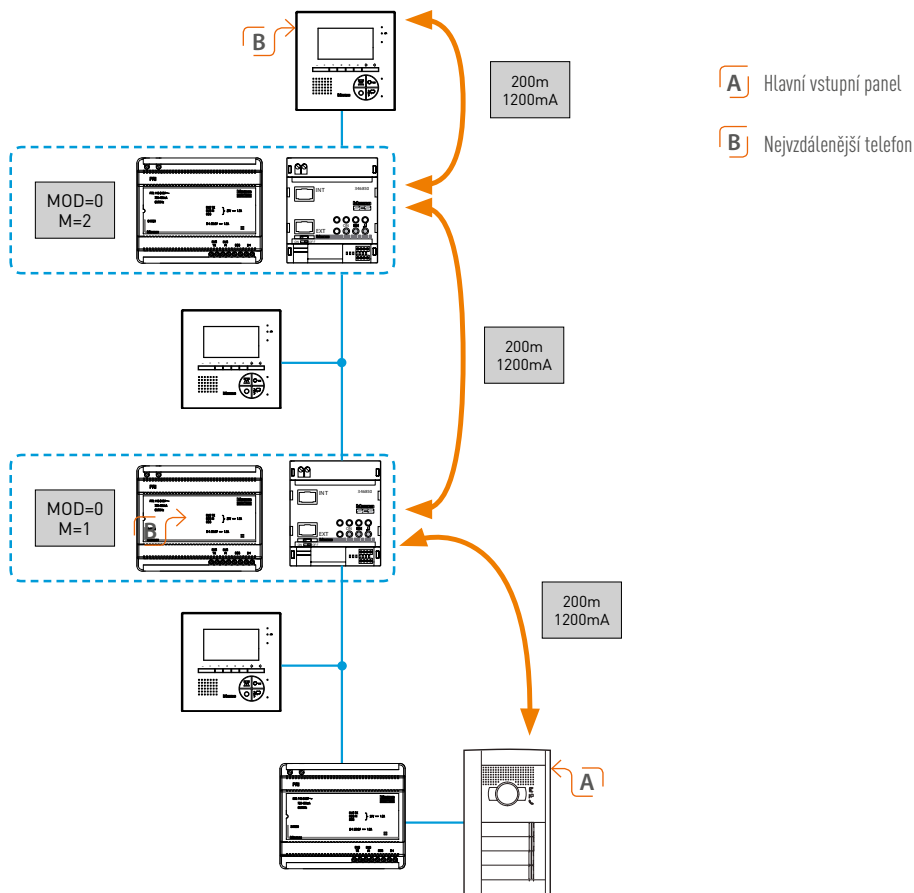 B
200m
1200mA
A Hlavní vstupní panel
B Nejvzdálenější telefon
MOD=0
M=2
INT
EXT
200m
1200mA
MOD=0
M=1
B
INT
EXT
200m
1200mA
A